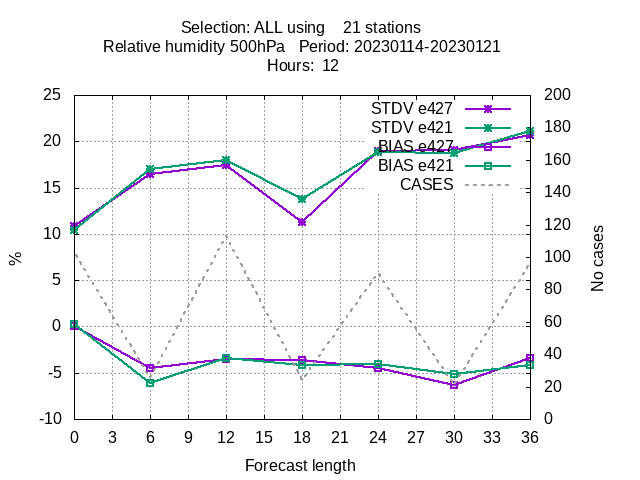 Selection: ALL using    21 stations
Relative humidity 500hPa   Period: 20230114-20230121
Hours:  12
25
20
15
10
5
0
-5
-10
%
STDV e427
STDV e421
BIAS e427
BIAS e421
CASES
200
180
160
140
120
100
80
60
40
20
0
No cases
0 3 6 9 12 15 18 21 24 27 30 33 36
Forecast length